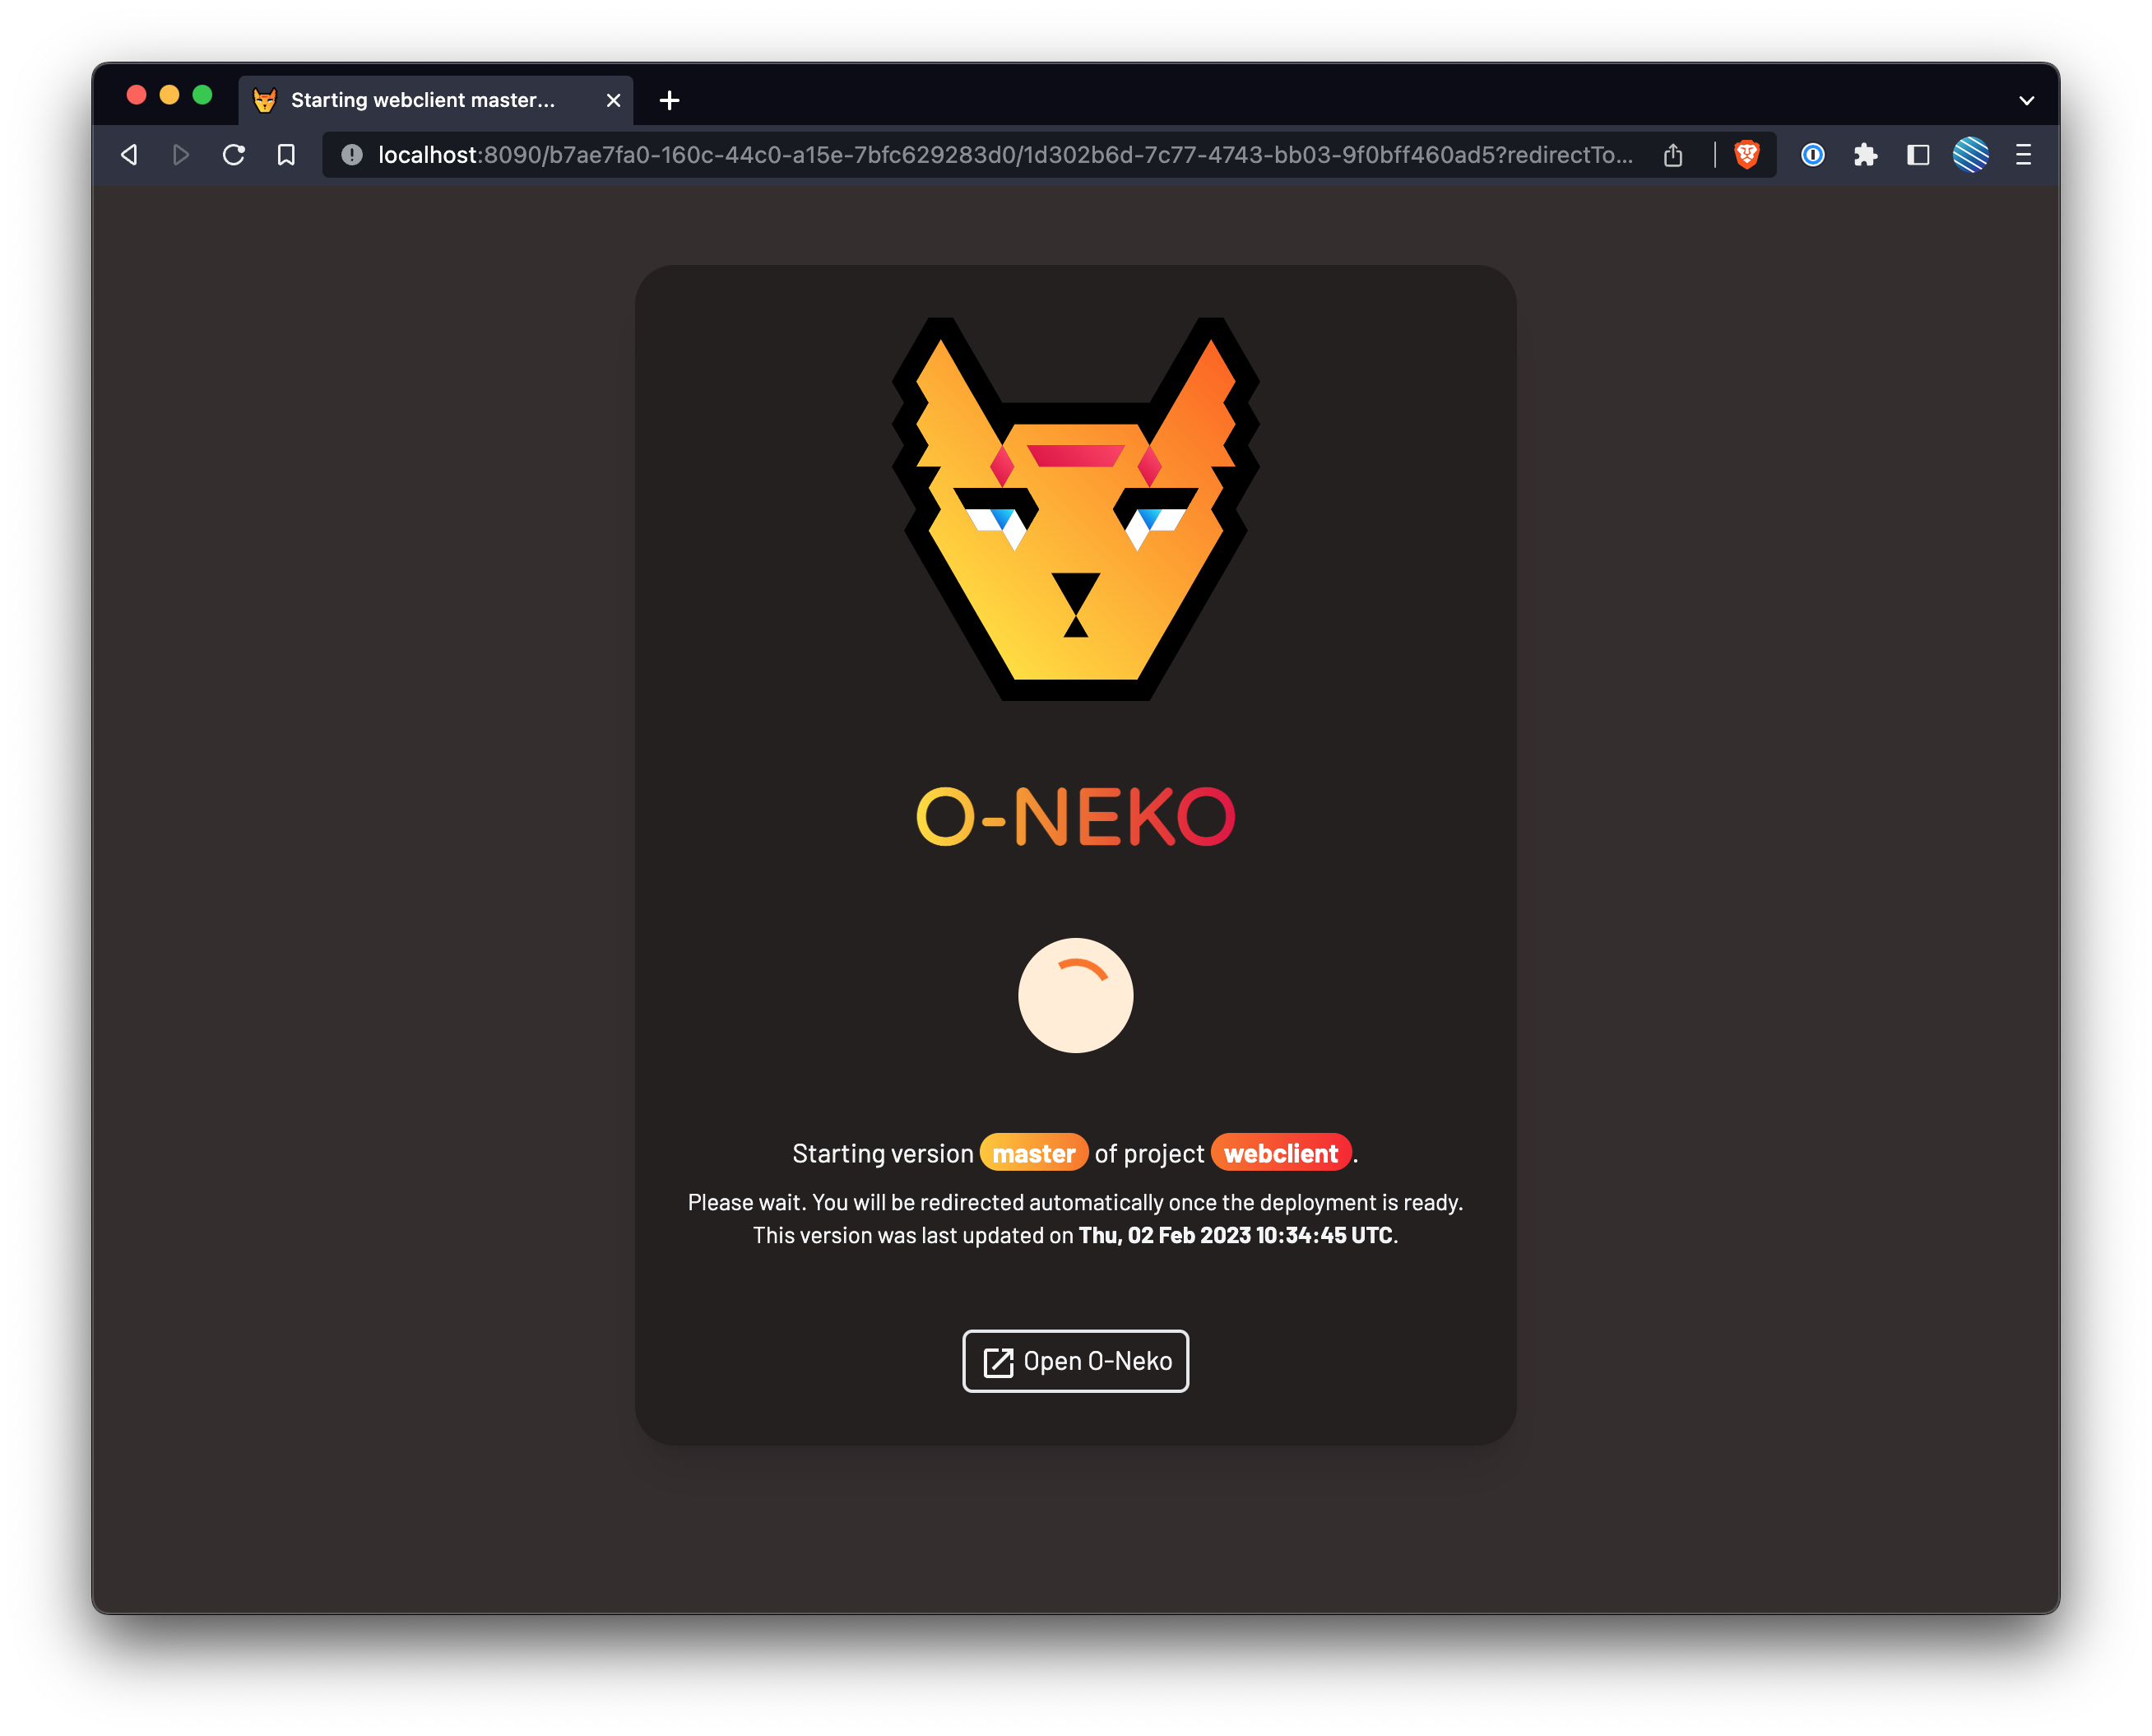 Starting webclient master...
localhost:8090/b7ae7fa0-160c-44c0-a15e-7bfc629283d0/1d302b6d-7c77-4743-bb03-9f0bff460ad5?redirectTo...
O-NEKO
Starting version master of project webclient.
Please wait. You will be redirected automatically once the deployment is ready.
This version was last updated on Thu, 02 Feb 2023 10:34:45 UTC.
Open O-Neko